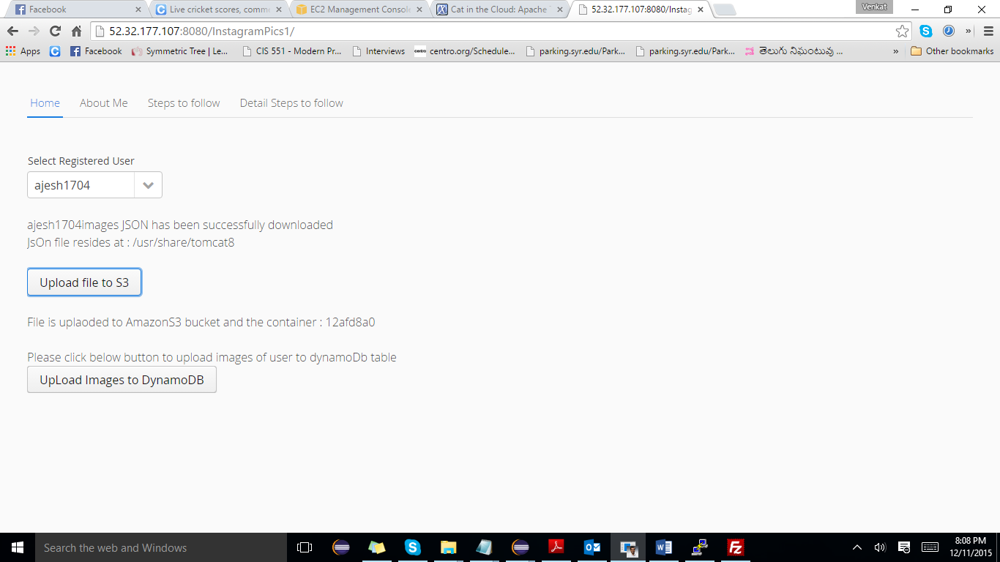 Facebook
Live cricket scores, comme
EC2 Management Console
Cat in the Cloud: Apache T
52.32.177.107:8080/Instag
Venkat
52.32.177.107:8080/InstagramPics1/
Apps
Facebook
Symmetric Tree | Le...
CIS 551 - Modern Pr...
Interviews
centro centro.org/Schedule...
parking.syr.edu/Park...
parking.syr.edu/Park...
తెలుగు నిఘంటువు ...
»
Other bookmarks
Home
About Me
Steps to follow
Detail Steps to follow
Select Registered User
ajesh1704
ajesh1704images JSON has been successfully downloaded
JsOn file resides at : /usr/share/tomcat8
Upload file to S3
File is uplaoded to AmazonS3 bucket and the container : 12afd8a0
Please click below button to upload images of user to dynamoDb table
UpLoad Images to DynamoDB
Search the web and Windows
8:08 PM
12/11/2015